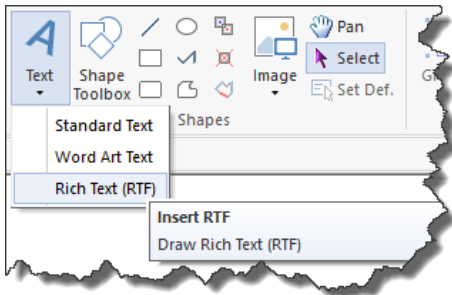 Pan
Select
Text
Shape
Toolbox
Image
Set Def.
Shapes
Standard Text
Word Art Text
Rich Text (RTF)
Insert RTF
Draw Rich Text (RTF)